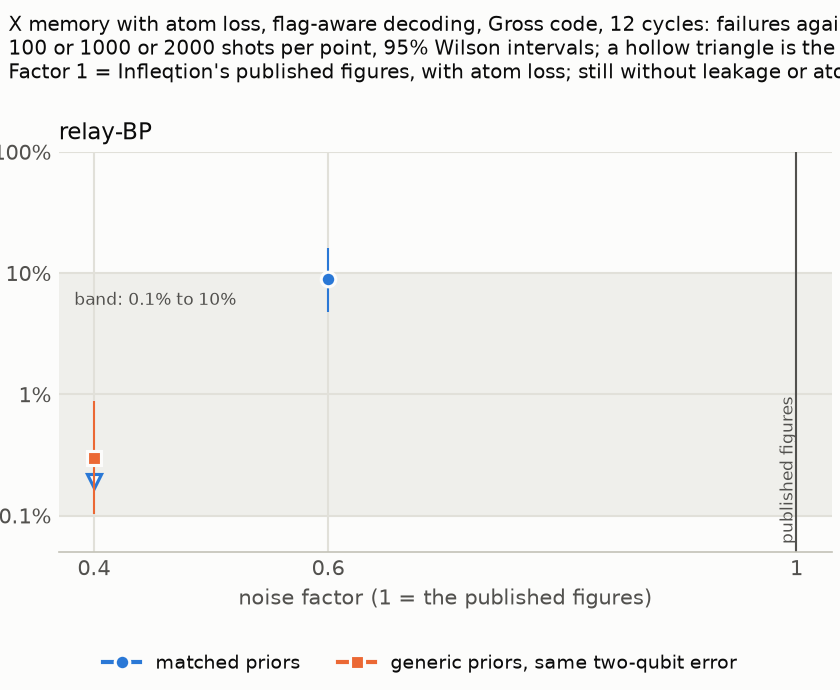 X memory with atom loss, flag-aware decoding, Gross code, 12 cycles: failures agai
100 or 1000 or 2000 shots per point, 95% Wilson intervals; a hollow triangle is the
Factor 1 = Infleqtion's published figures, with atom loss; still without leakage or ato
relay-BP
100%
10%
band: 0.1% to 10%
1%
published figures
0.1%
0.4 0.6 1
noise factor (1 = the published figures)
matched priors generic priors, same two-qubit error